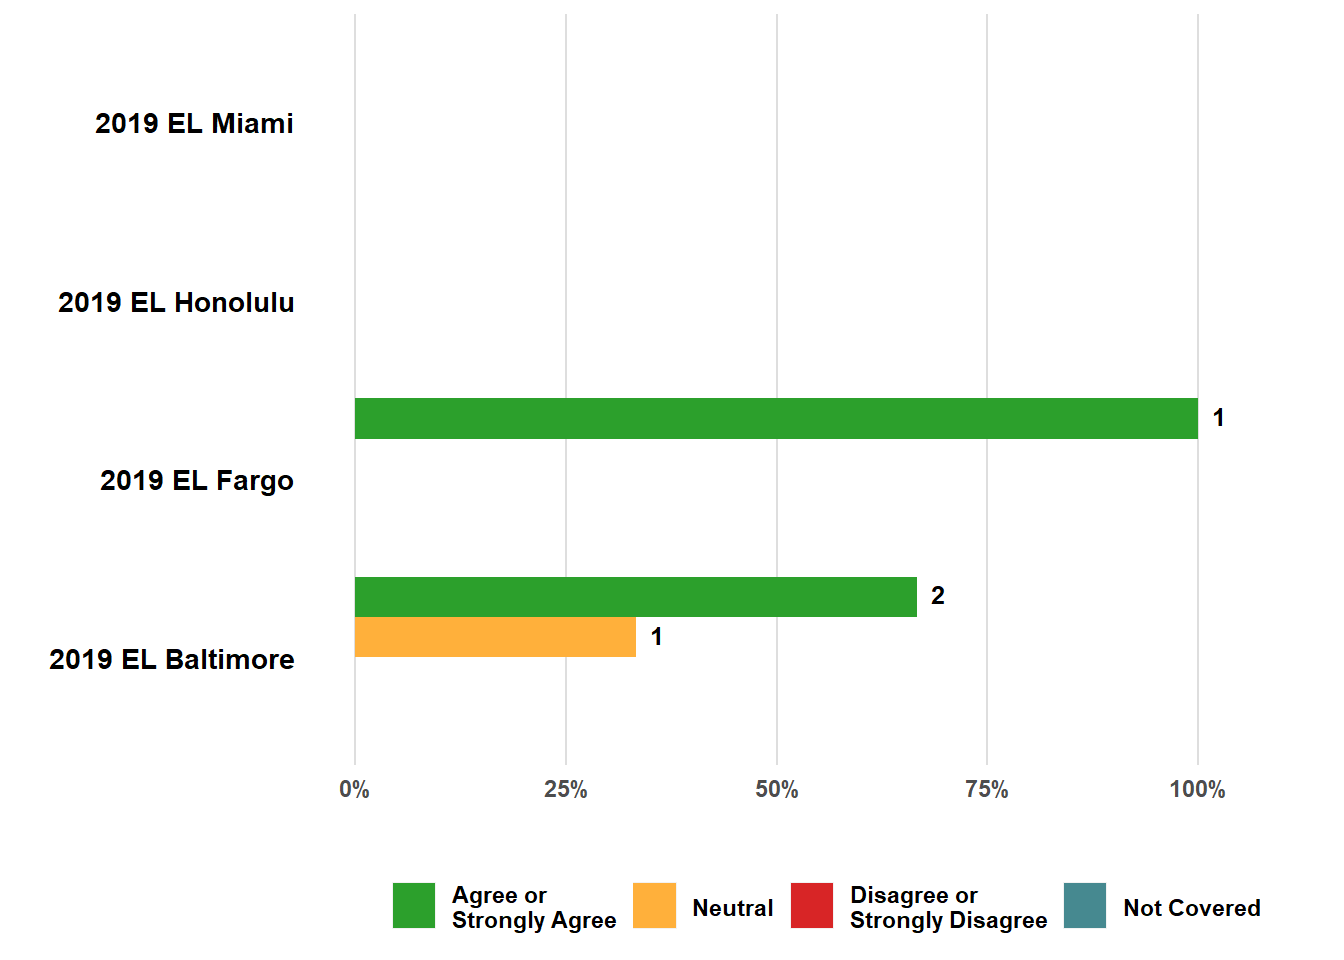 2019 EL Miami
2019 EL Honolulu
1
2019 EL Fargo
2
1
2019 EL Baltimore
0% 25% 50% 75% 100%
Agree or
Strongly Agree
Neutral
Disagree or
Strongly Disagree
Not Covered